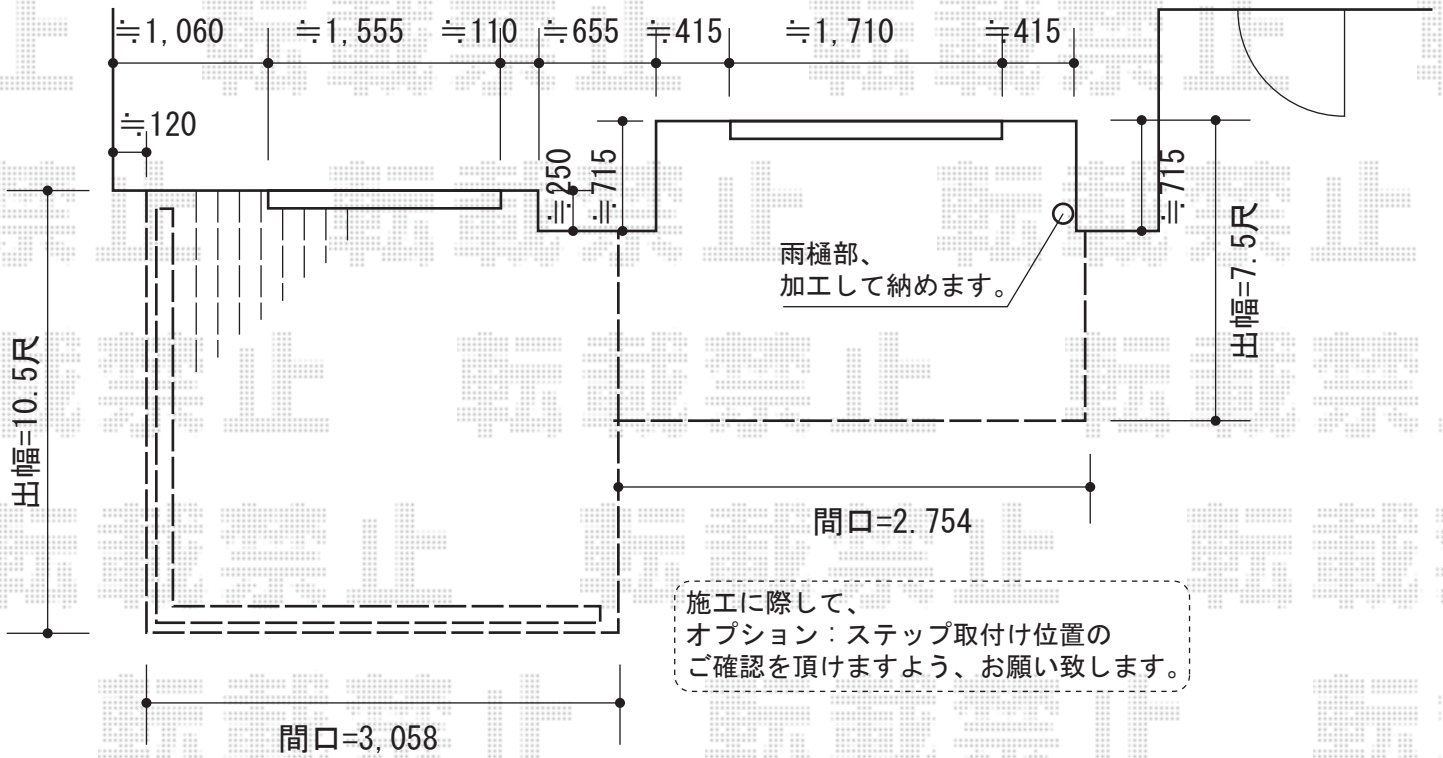 ≒1,060
≒1,555
≒110
≒655
≒415
≒1,710
≒415
≒120
≒250
≒715
≒715
雨樋部、
加工して納めます。
出幅=7.5尺
出幅=10.5尺
間口=2.754
施工に際して、
オプション：ステップ取付け位置の
ご確認を頂けますよう、お願い致します。
間口=3,058
転載禁止